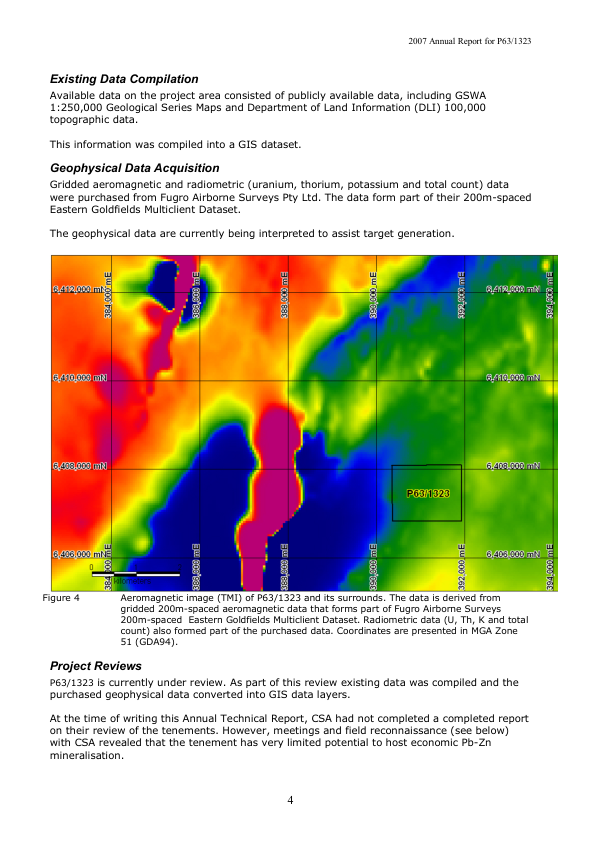 2007 Annual Report for P63/1323
Existing Data Compilation
Available data on the project area consisted of publicly available data, including GSWA
1:250,000 Geological Series Maps and Department of Land Information (DLI) 100,000
topographic data.
This information was compiled into a GIS dataset.
Geophysical Data Acquisition
Gridded aeromagnetic and radiometric (uranium, thorium, potassium and total count) data
were purchased from Fugro Airborne Surveys Pty Ltd. The data form part of their 200m-spaced
Eastern Goldfields Multiclient Dataset.
The geophysical data are currently being interpreted to assist target generation.
384,000 mE
386,000 mE
388,000 mE
390,000 mE
392,000 mE
394,000 mE
6,412,000 mN
6,412,000 mN
6,410,000 mN
6,410,000 mN
6,408,000 mN
6,408,000 mN
P63/1323
6,406,000 mN
6,406,000 mN
0
384,000 mE
386,000 mE
388,000 mE
390,000 mE
392,000 mE
394,000 mE
Figure 4 Aeromagnetic image (TMI) of P63/1323 and its surrounds. The data is derived from
gridded 200m-spaced aeromagnetic data that forms part of Fugro Airborne Surveys
200m-spaced Eastern Goldfields Multiclient Dataset. Radiometric data (U, Th, K and total
count) also formed part of the purchased data. Coordinates are presented in MGA Zone
51 (GDA94).
Project Reviews
P63/1323 is currently under review. As part of this review existing data was compiled and the
purchased geophysical data converted into GIS data layers.
At the time of writing this Annual Technical Report, CSA had not completed a completed report
on their review of the tenements. However, meetings and field reconnaissance (see below)
with CSA revealed that the tenement has very limited potential to host economic Pb-Zn
mineralisation.
4